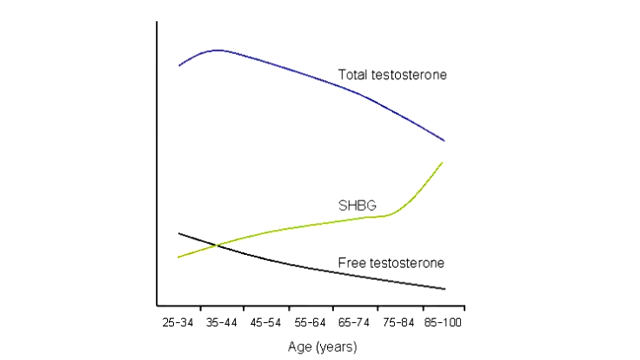 Total testosterone
SHBG
Free testosterone
25-34 35-44 45-54 55-64 65-74 75-84 85-100
Age (years)